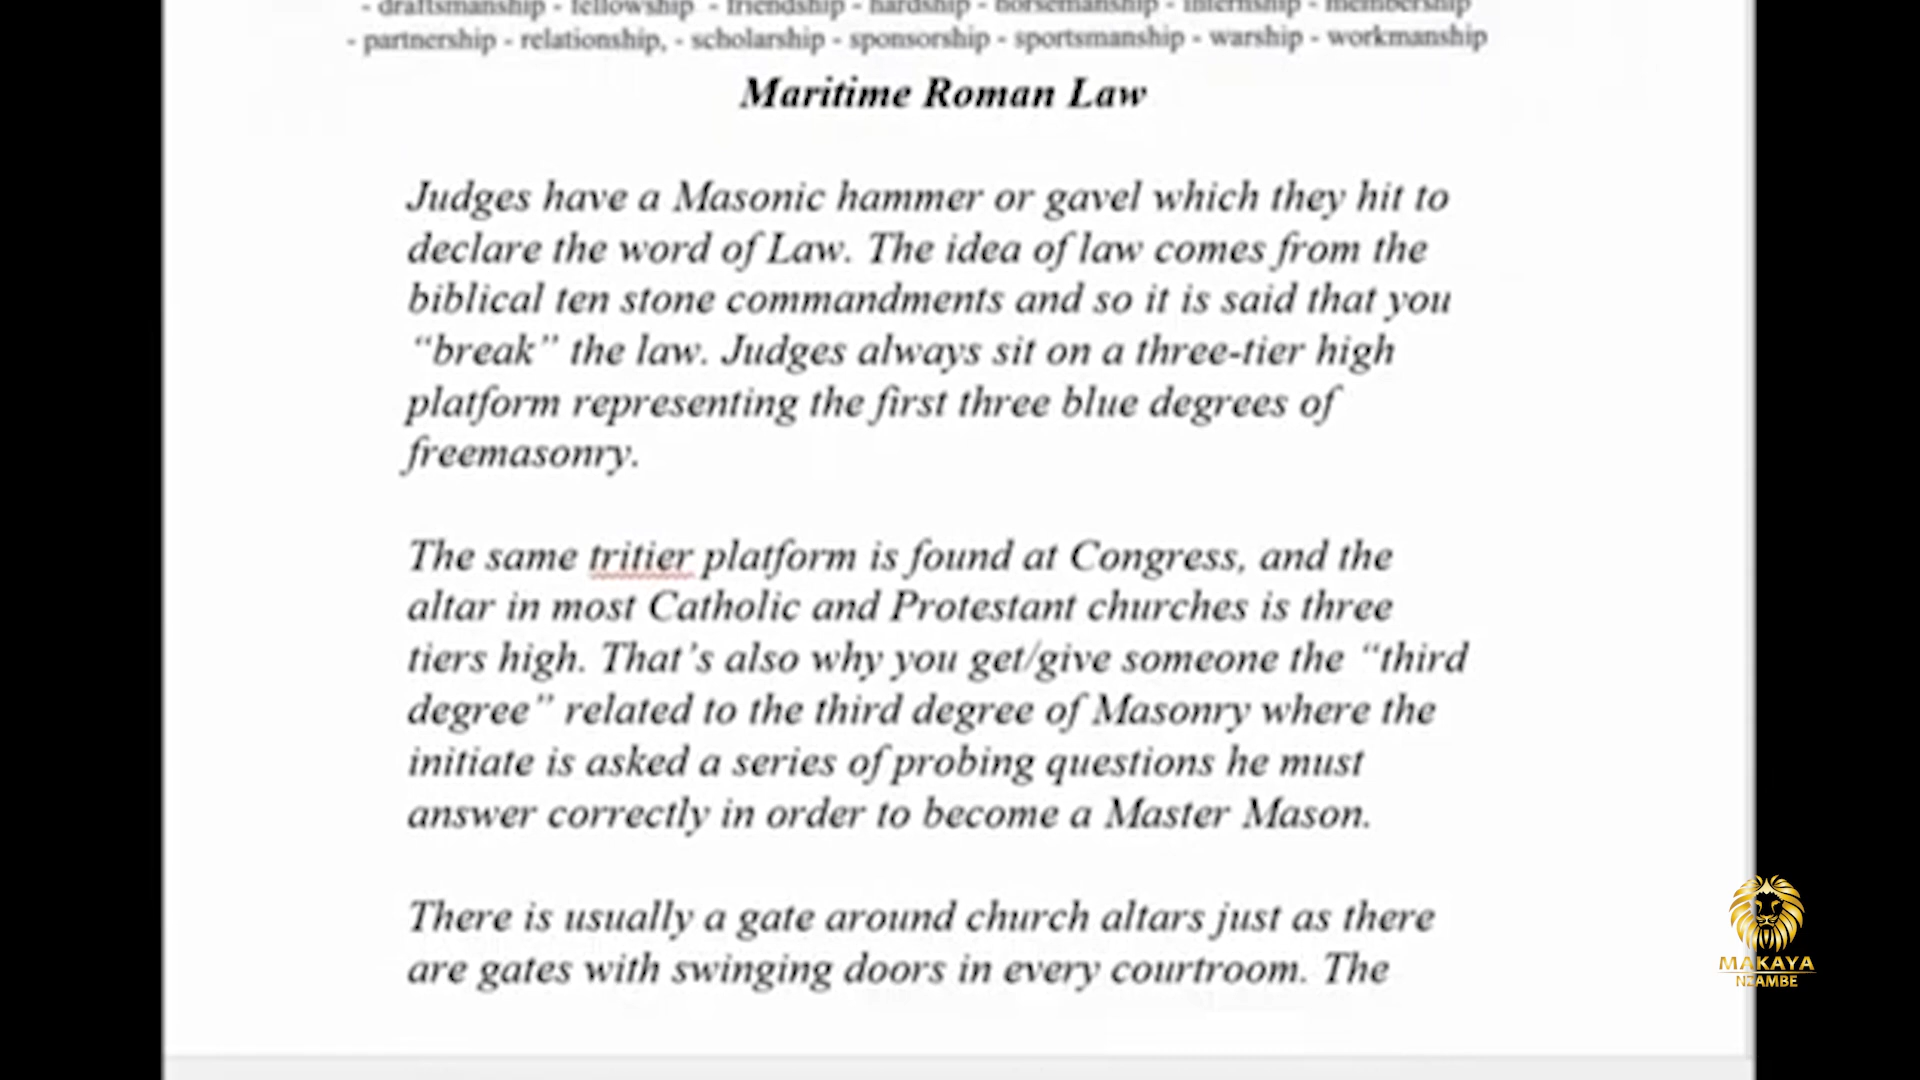 - draftsmanship - fellowship - friendship - hardship - horsemanship - internship - membership
- partnership - relationship, - scholarship - sponsorship - sportsmanship - warship - workmanship
Maritime Roman Law
Judges have a Masonic hammer or gavel which they hit to
declare the word of Law. The idea of law comes from the
biblical ten stone commandments and so it is said that you
“break” the law. Judges always sit on a three-tier high
platform representing the first three blue degrees of
freemasonry.
The same tritier platform is found at Congress, and the
altar in most Catholic and Protestant churches is three
tiers high. That’s also why you get/give someone the “third
degree” related to the third degree of Masonry where the
initiate is asked a series of probing questions he must
answer correctly in order to become a Master Mason.
There is usually a gate around church altars just as there
are gates with swinging doors in every courtroom. The
MAKAYA
NZAMBE